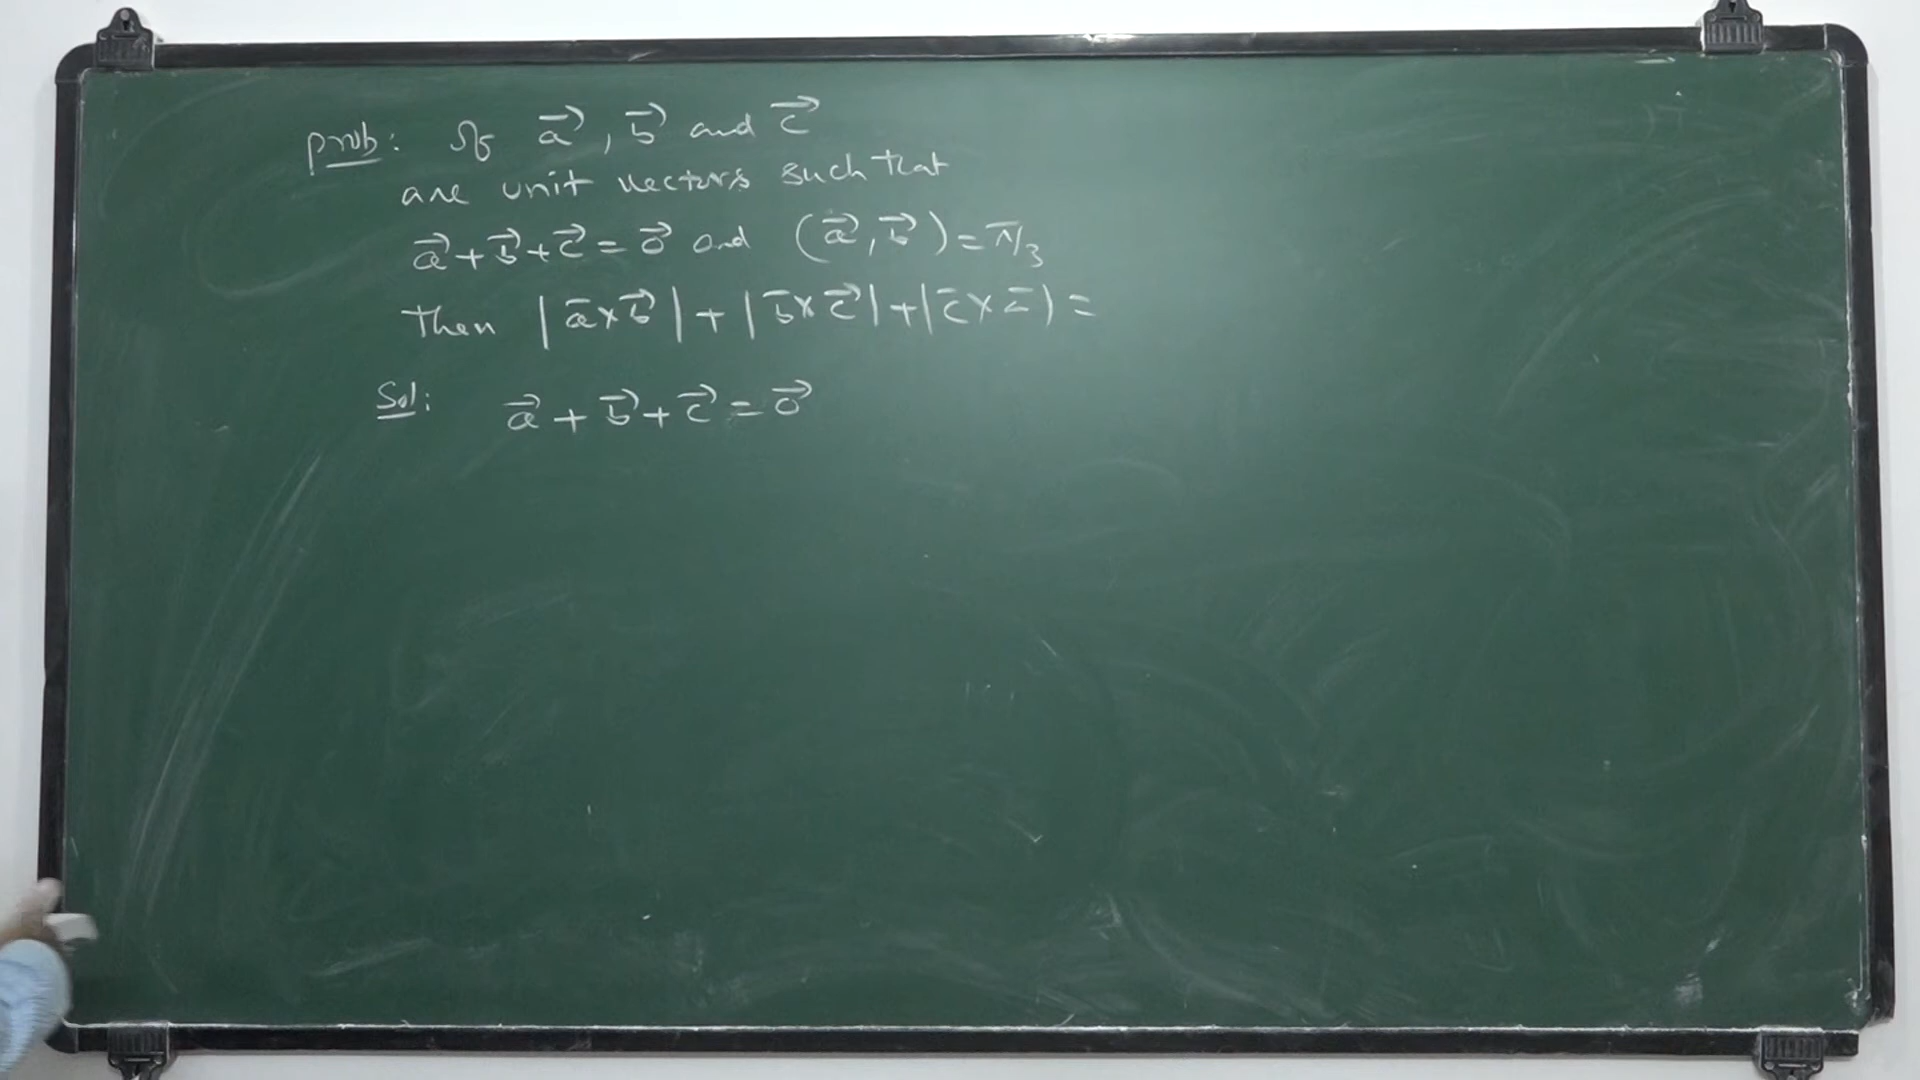 prob: If a⃗, b⃗ and c⃗
are unit vectors such that
a⃗ + b⃗ + c⃗ = 0⃗ and (a⃗, b⃗) = π/3
then |a̅ × b⃗| + |b̅ × c⃗| + |c̅ × a̅| =
Sol: a⃗ + b⃗ + c⃗ = 0⃗